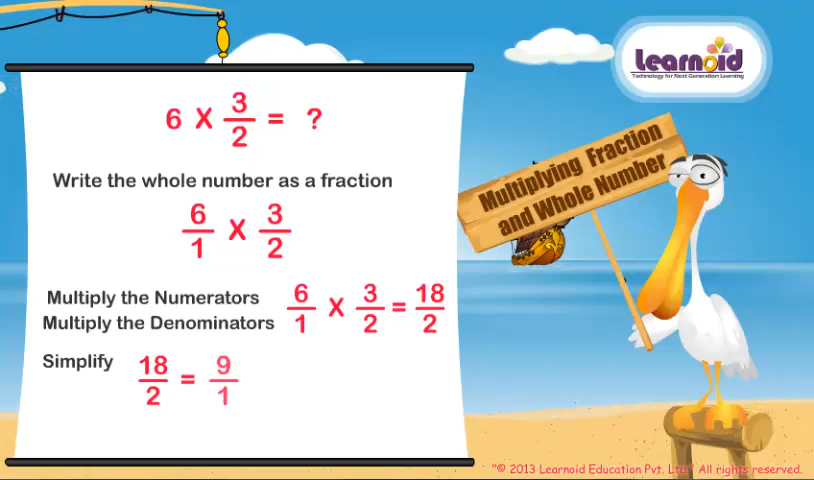 Learnoid
Technology for Next Generation Learning
6 X 3/2 = ?
Write the whole number as a fraction
6/1 X 3/2
Multiplying Fraction
and Whole Number
Multiply the Numerators
Multiply the Denominators
6/1 X 3/2 = 18/2
Simplify
18/2 = 9/1
"© 2013 Learnoid Education Pvt. Ltd." All rights reserved.